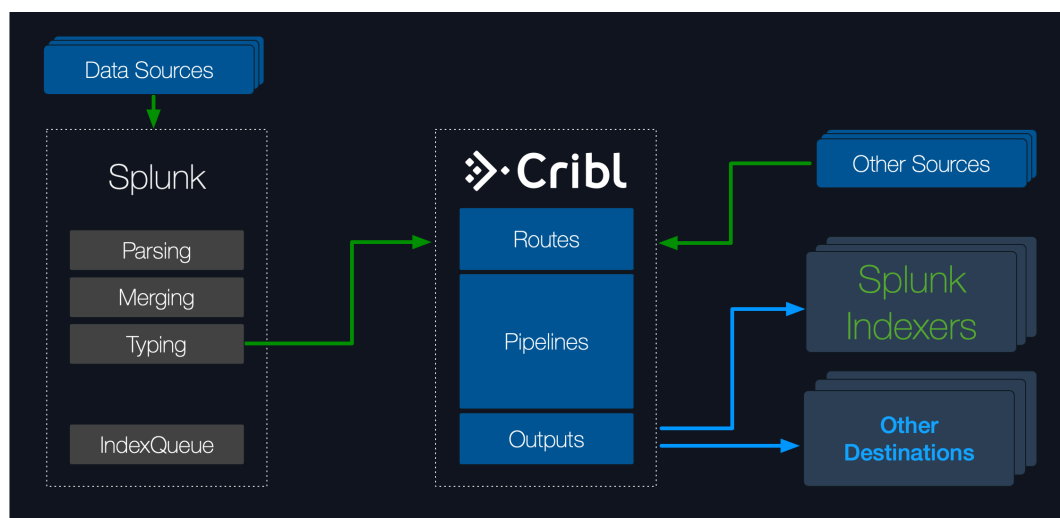 Data Sources
Splunk
Parsing
Merging
Typing
IndexQueue
Cribl
Routes
Pipelines
Outputs
Other Sources
Splunk
Indexers
Other
Destinations